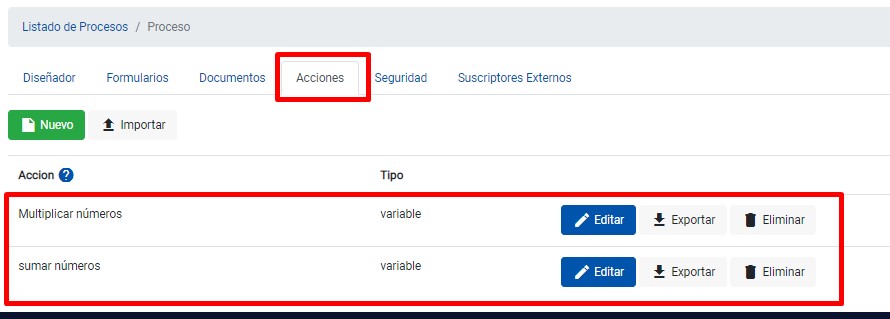 Listado de Procesos / Proceso
Diseñador Formularios Documentos Acciones Seguridad Suscriptores Externos
Nuevo Importar
Accion ? Tipo
Multiplicar números variable Editar Exportar Eliminar
sumar números variable Editar Exportar Eliminar